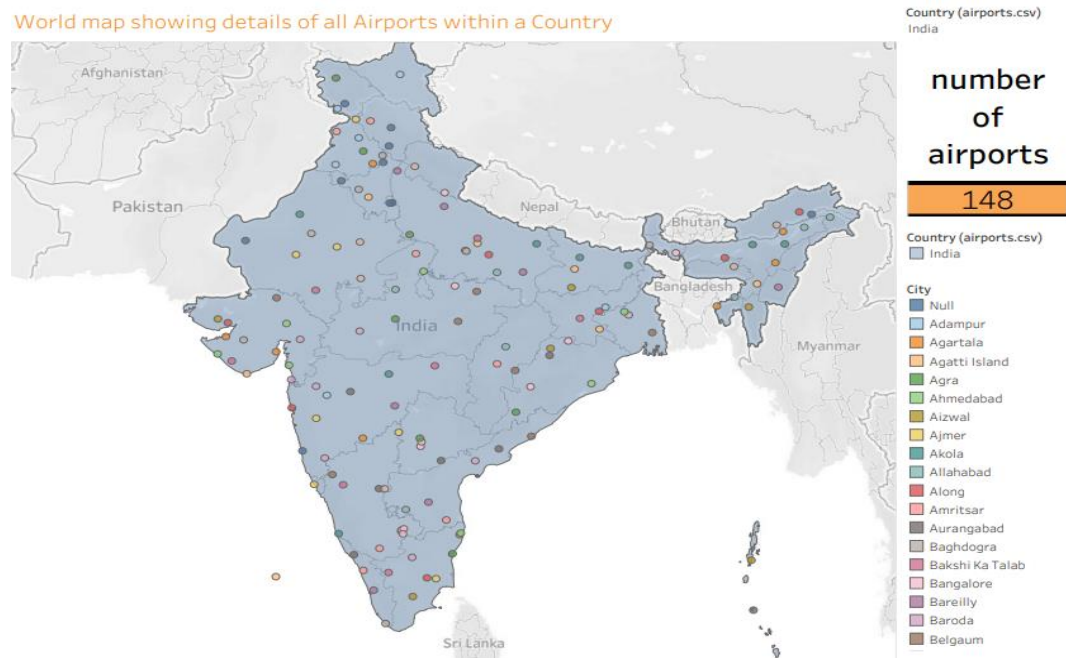 World map showing details of all Airports within a Country
Afghanistan
Pakistan
Nepal
Bhutan
Bangladesh
India
Myanmar
Sri Lanka
Country (airports.csv)
India
number
of
airports
148
Country (airports.csv)
India
City
Null
Adampur
Agartala
Agatti Island
Agra
Ahmedabad
Aizwal
Ajmer
Akola
Allahabad
Along
Amritsar
Aurangabad
Baghdogra
Bakshi Ka Talab
Bangalore
Bareilly
Baroda
Belgaum